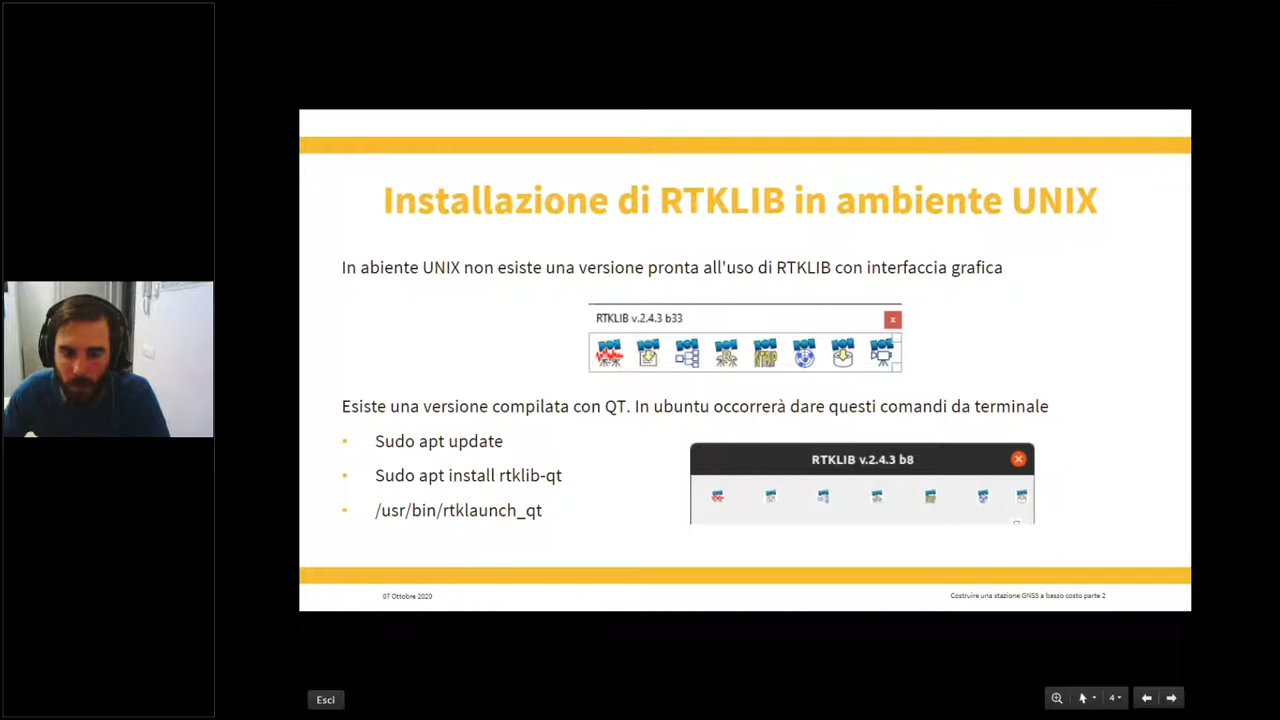 Installazione di RTKLIB in ambiente UNIX
In abiente UNIX non esiste una versione pronta all'uso di RTKLIB con interfaccia grafica
RTKLIB v.2.4.3 b33
Esiste una versione compilata con QT. In ubuntu occorrerà dare questi comandi da terminale
• Sudo apt update
• Sudo apt install rtklib-qt
• /usr/bin/rtklaunch_qt
RTKLIB v.2.4.3 b8
07 Ottobre 2020
Costruire una stazione GNSS a basso costo parte 2
Esci
4